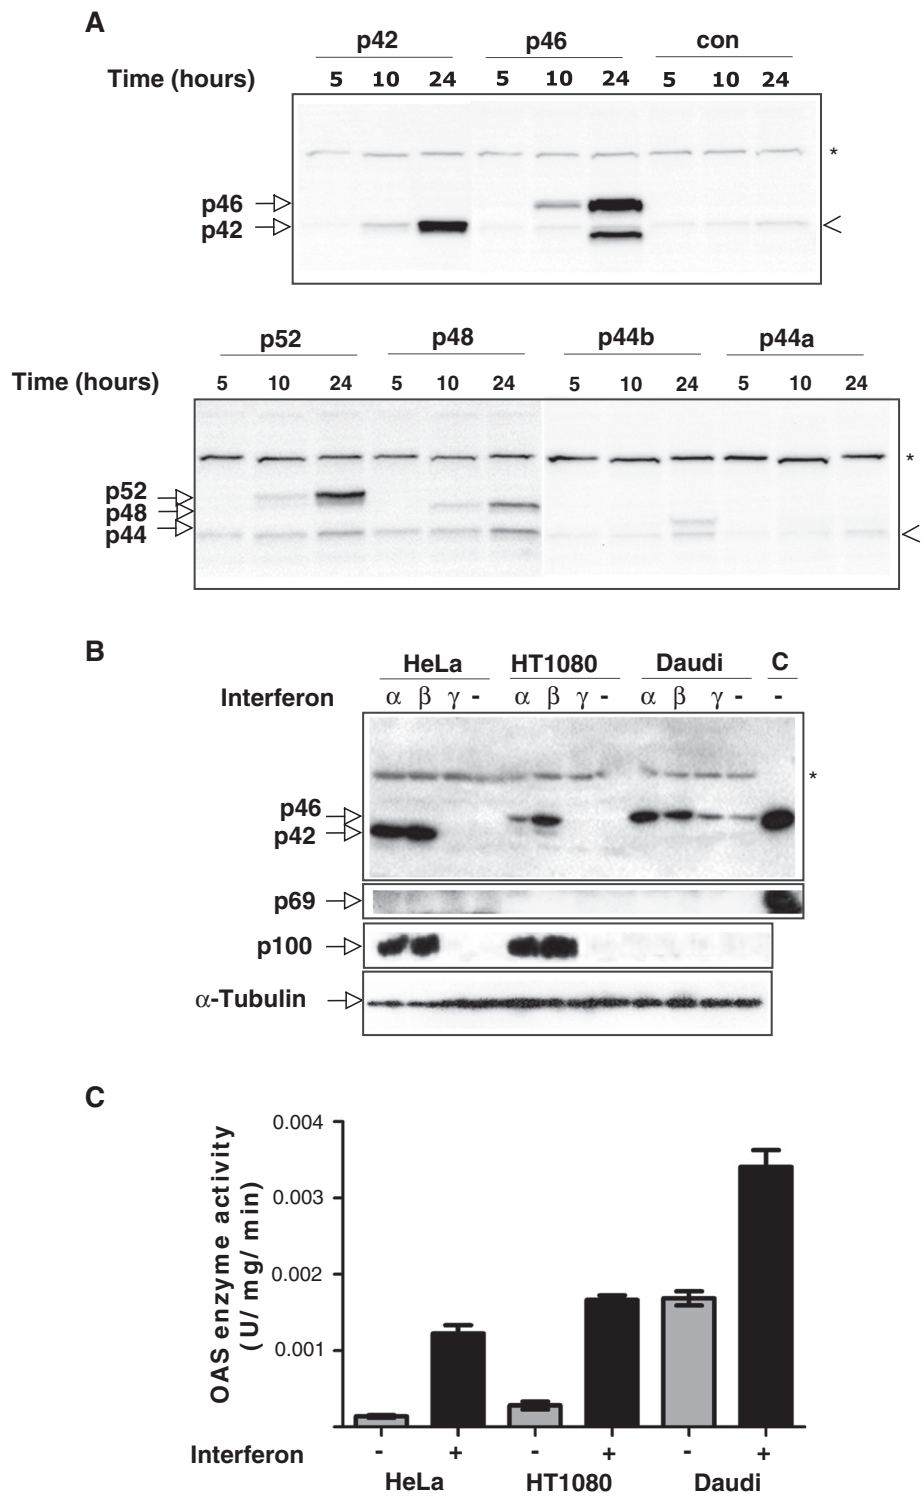 A
p42 p46 con
Time (hours) 5 10 24 5 10 24 5 10 24
*
p46
p42 <
p52 p48 p44b p44a
Time (hours) 5 10 24 5 10 24 5 10 24 5 10 24
*
p52
p48
p44 <
B
HeLa HT1080 Daudi C
Interferon α β γ - α β γ - α β γ - -
*
p46
p42
p69
p100
α-Tubulin
C
OAS enzyme activity
(U/ mg/ min)
0.004
0.003
0.002
0.001
Interferon - + - + - +
HeLa HT1080 Daudi